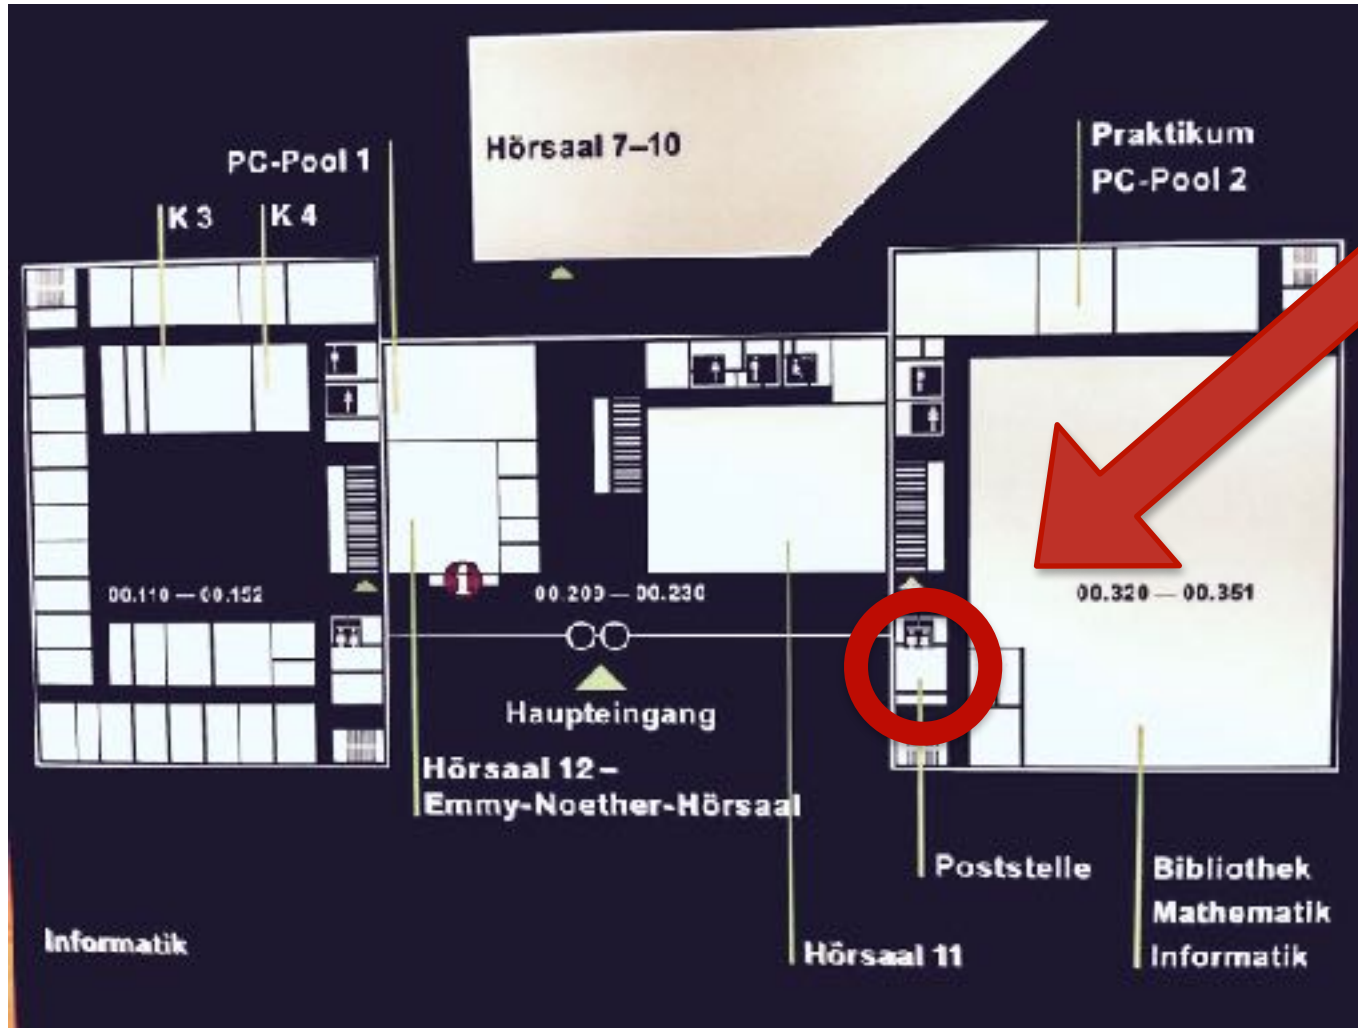 Hörsaal 7–10
Praktikum
PC-Pool 2
PC-Pool 1
K 3
K 4
00.110 — 00.152
i
00.209 — 00.230
00.320 — 00.351
Haupteingang
Hörsaal 12 –
Emmy-Noether-Hörsaal
Poststelle
Bibliothek
Mathematik
Informatik
Hörsaal 11
Informatik